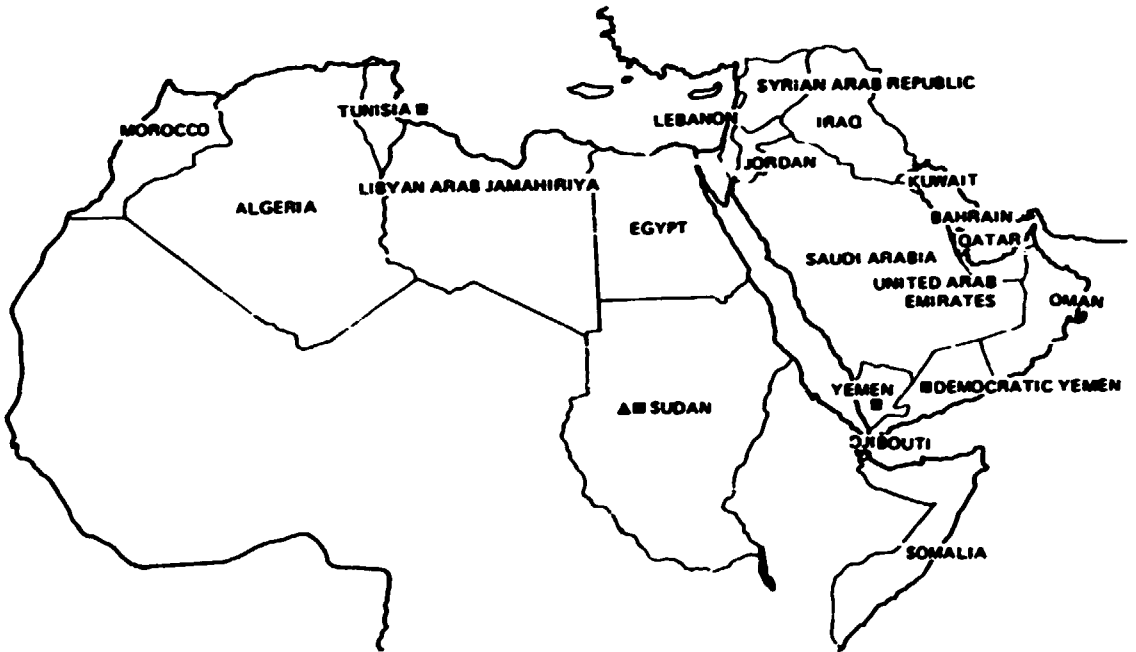 SYRIAN ARAB REPUBLIC
TUNISIA
LEBANON
IRAQ
MOROCCO
JORDAN
KUWAIT
LIBYAN ARAB JAMAHIRIYA
ALGERIA
BAHRAIN
EGYPT
QATAR
SAUDI ARABIA
UNITED ARAB
EMIRATES
OMAN
YEMEN
DEMOCRATIC YEMEN
SUDAN
DJIBOUTI
SOMALIA